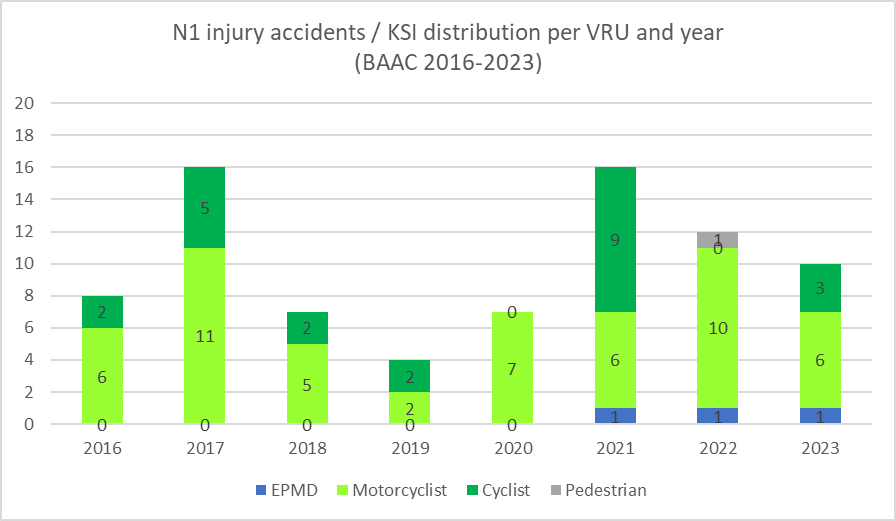 N1 injury accidents / KSI distribution per VRU and year
(BAAC 2016-2023)
20
18
16
14
12
10
8
6
4
2
0
2 5 2 2 0 9 1 0 3
6 11 5 2 7 6 10 6
0 0 0 0 0 1 1 1
2016 2017 2018 2019 2020 2021 2022 2023
EPMD Motorcyclist Cyclist Pedestrian